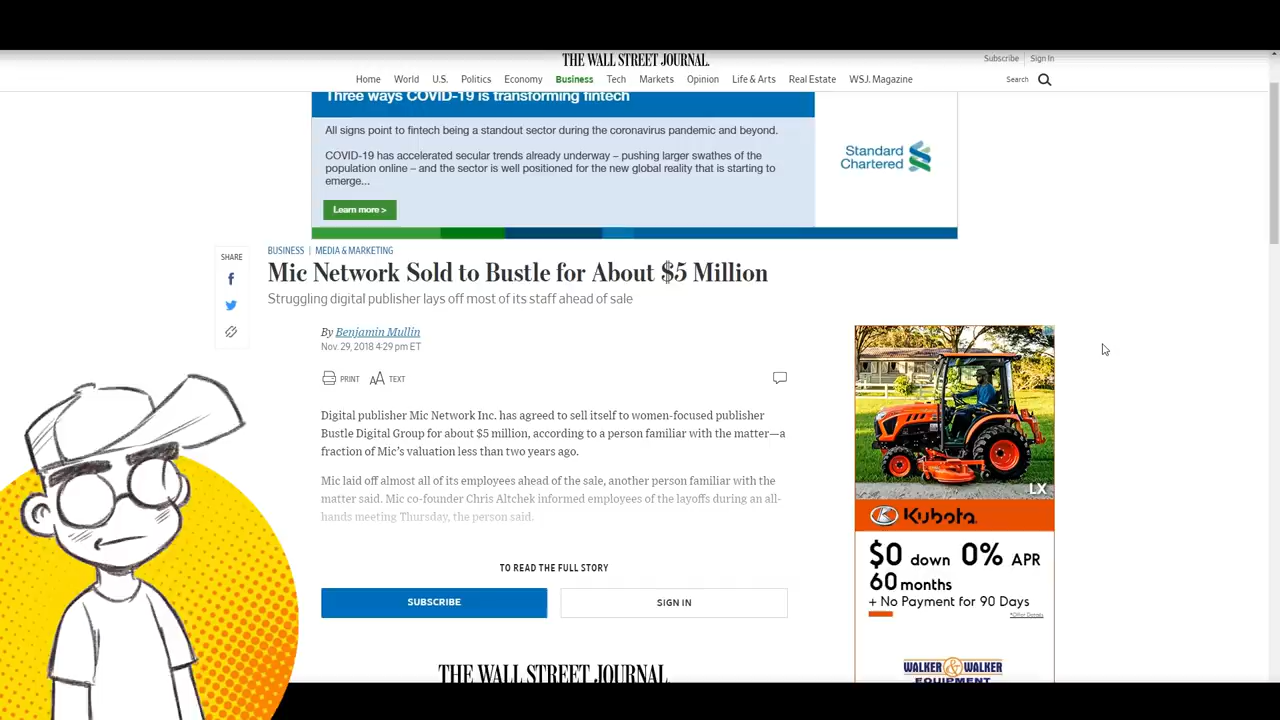 THE WALL STREET JOURNAL.
Subscribe Sign In
Home World U.S. Politics Economy Business Tech Markets Opinion Life & Arts Real Estate WSJ. Magazine
Search
Three ways COVID-19 is transforming fintech
All signs point to fintech being a standout sector during the coronavirus pandemic and beyond.
COVID-19 has accelerated secular trends already underway – pushing larger swathes of the
population online – and the sector is well positioned for the new global reality that is starting to
emerge...
Learn more >
Standard
Chartered
BUSINESS | MEDIA & MARKETING
SHARE
Mic Network Sold to Bustle for About $5 Million
Struggling digital publisher lays off most of its staff ahead of sale
By Benjamin Mullin
Nov. 29, 2018 4:29 pm ET
PRINT AA TEXT
Digital publisher Mic Network Inc. has agreed to sell itself to women-focused publisher
Bustle Digital Group for about $5 million, according to a person familiar with the matter—a
fraction of Mic's valuation less than two years ago.
Mic laid off almost all of its employees ahead of the sale, another person familiar with the
matter said. Mic co-founder Chris Altchek informed employees of the layoffs during an all-
hands meeting Thursday, the person said.
TO READ THE FULL STORY
SUBSCRIBE
SIGN IN
THE WALL STREET JOURNAL
LX
Kubota
$0 down 0% APR
60 months
+ No Payment for 90 Days
*Offer Details
WALKER & WALKER
EQUIPMENT